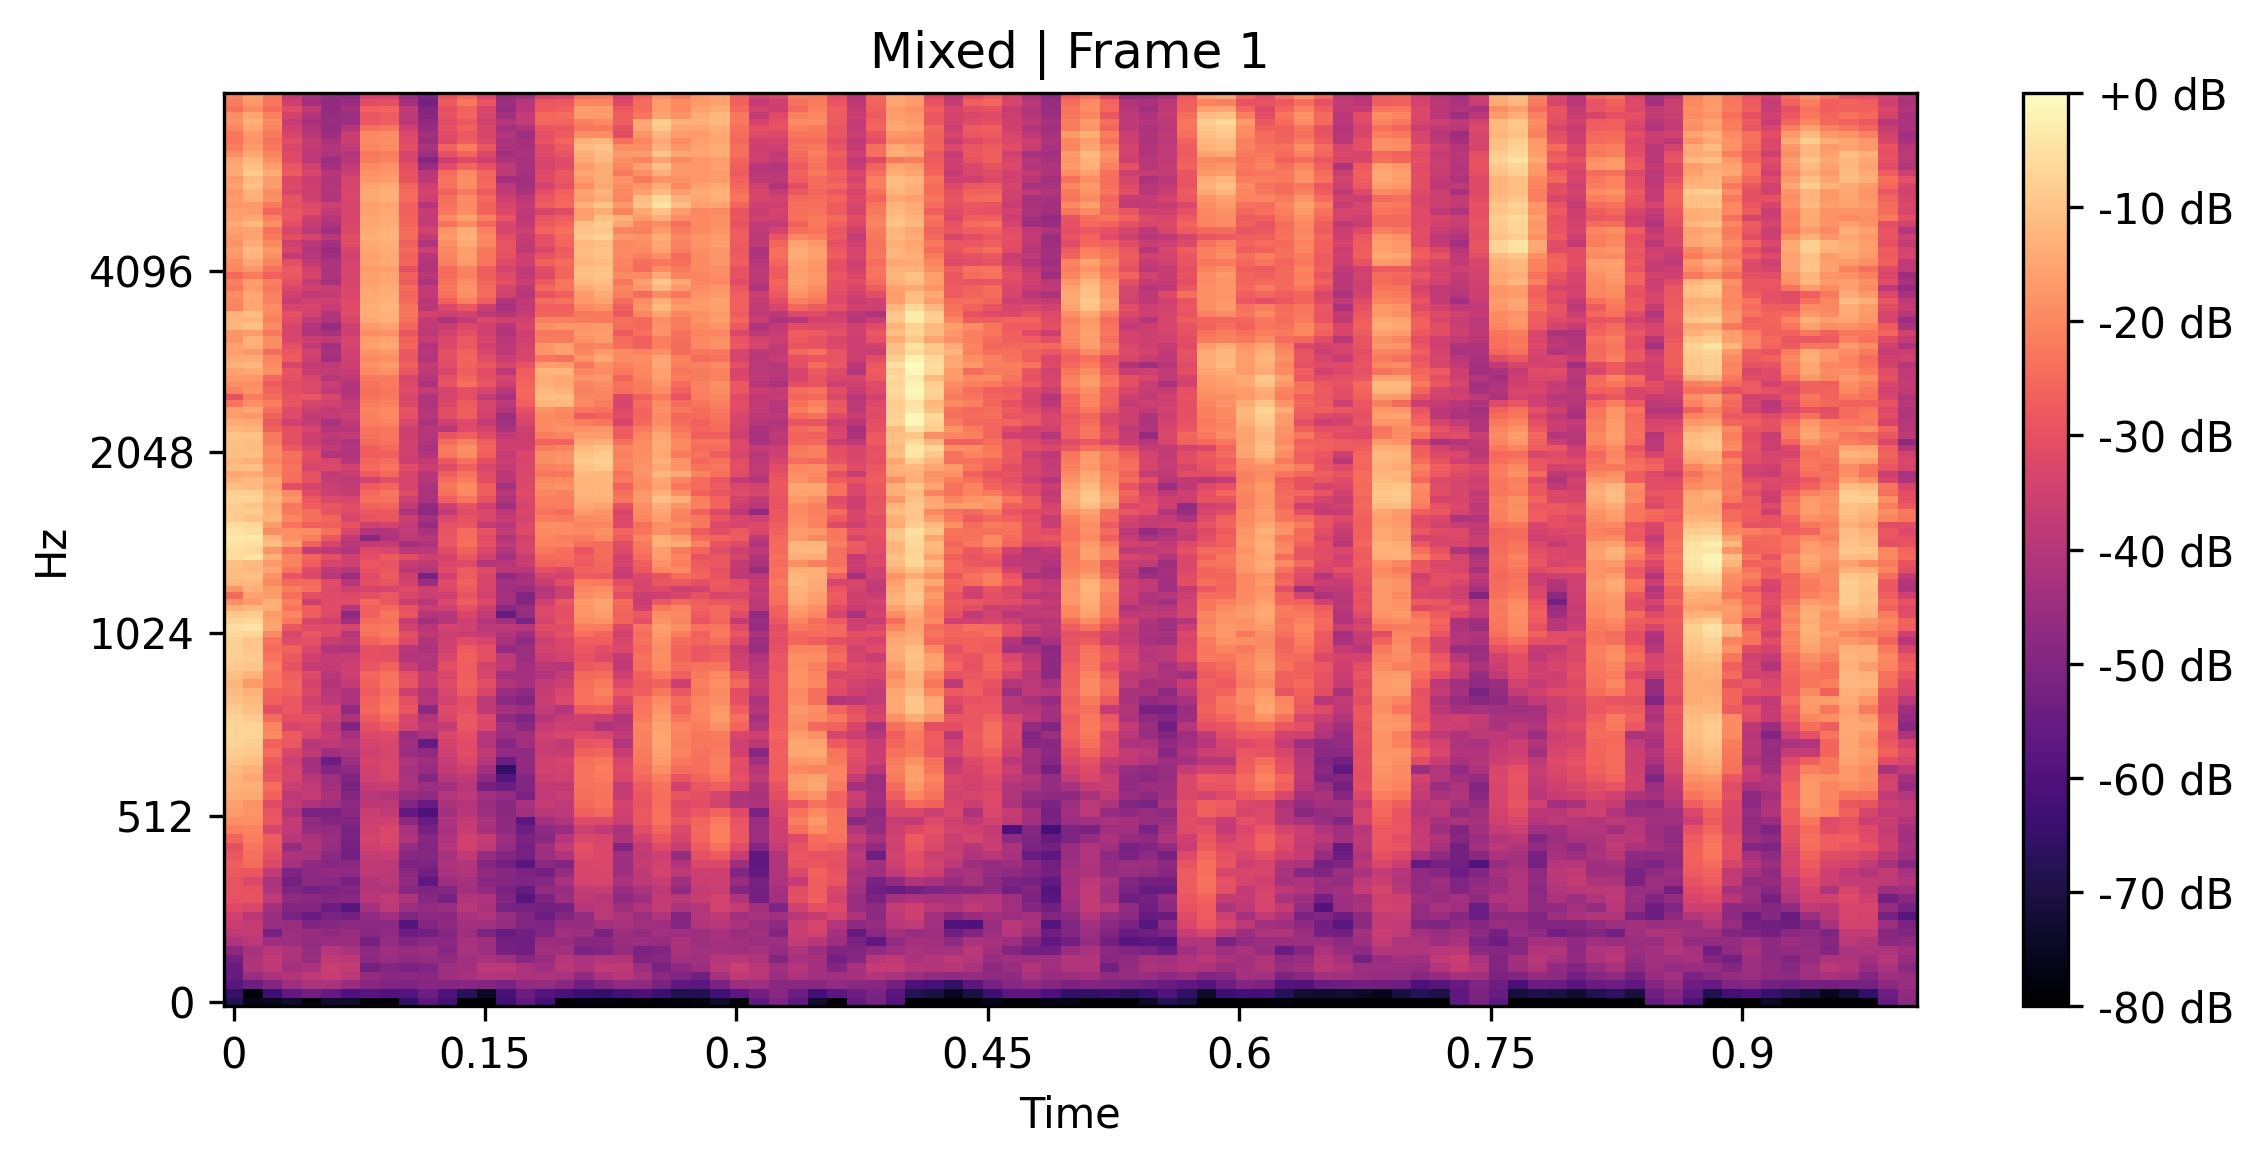 Mixed | Frame 1
+0 dB
-10 dB
-20 dB
-30 dB
-40 dB
-50 dB
-60 dB
-70 dB
-80 dB
Hz
4096
2048
1024
512
0
0 0.15 0.3 0.45 0.6 0.75 0.9
Time